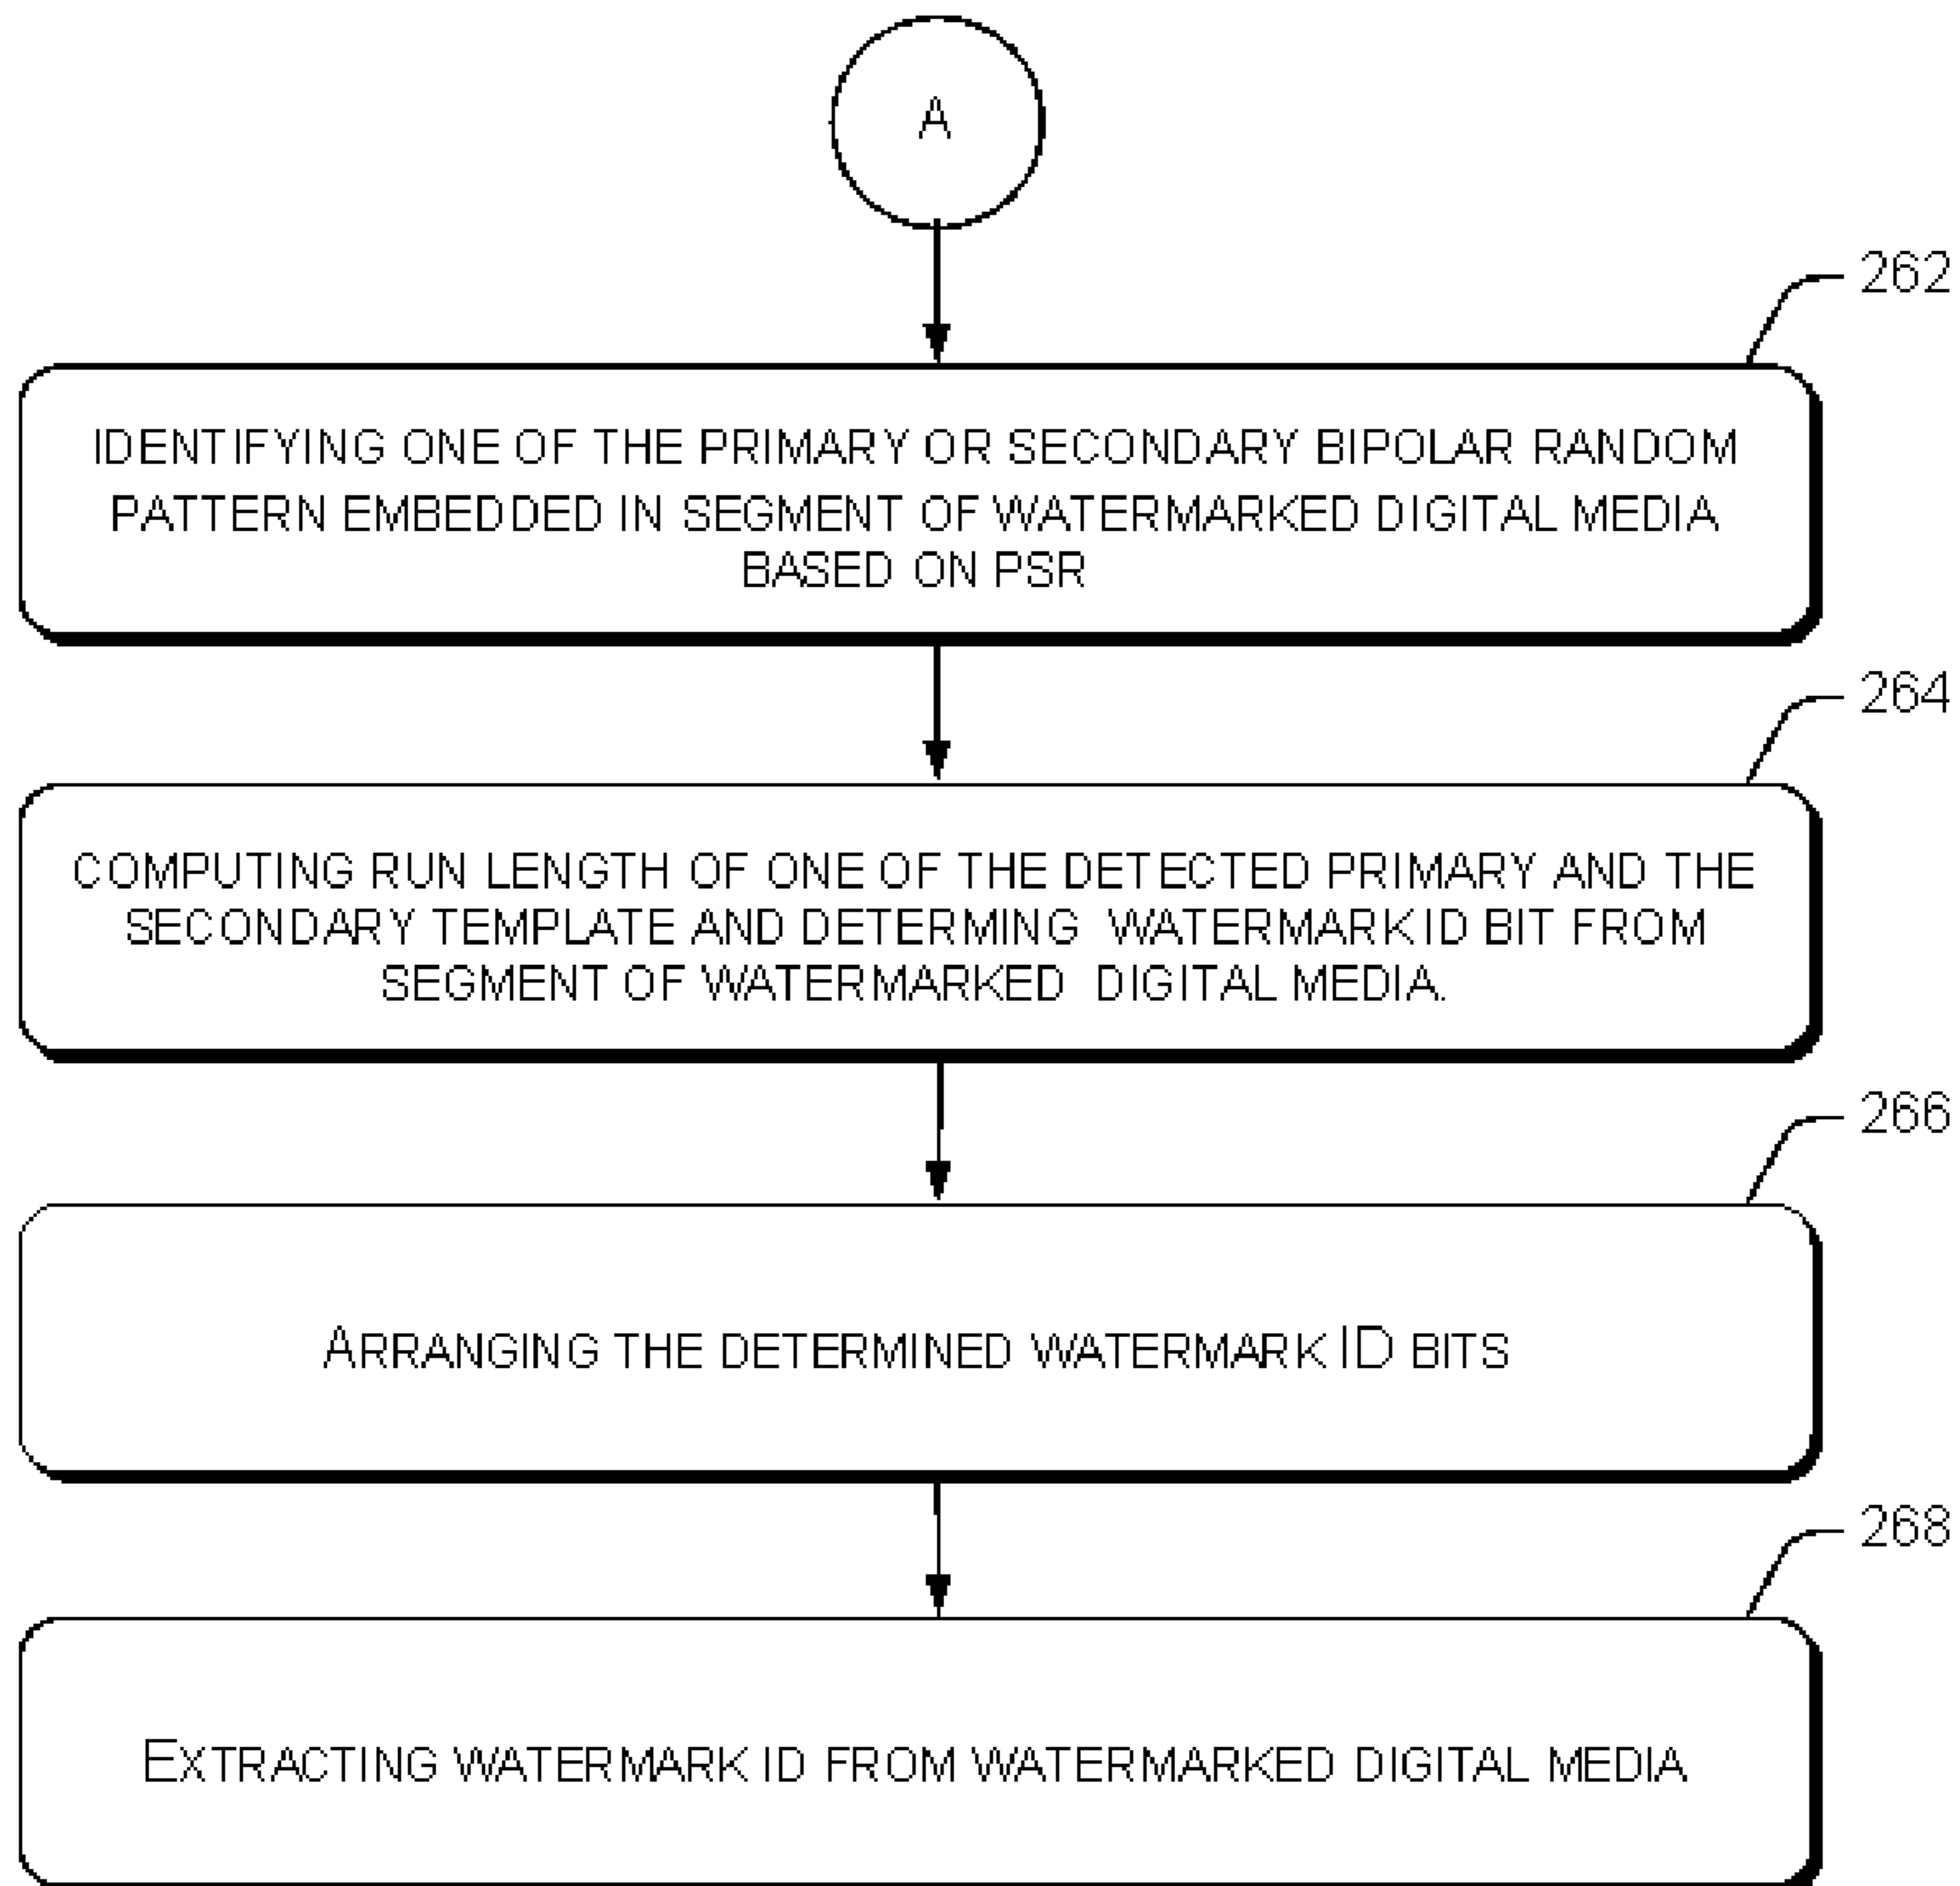 A
262
IDENTIFYING ONE OF THE PRIMARY OR SECONDARY BIPOLAR RANDOM
PATTERN EMBEDDED IN SEGMENT OF WATERMARKED DIGITAL MEDIA
BASED ON PSR
264
COMPUTING RUN LENGTH OF ONE OF THE DETECTED PRIMARY AND THE
SECONDARY TEMPLATE AND DETERMING WATERMARK ID BIT FROM
SEGMENT OF WATERMARKED DIGITAL MEDIA.
266
ARRANGING THE DETERMINED WATERMARK ID BITS
268
EXTRACTING WATERMARK ID FROM WATERMARKED DIGITAL MEDIA